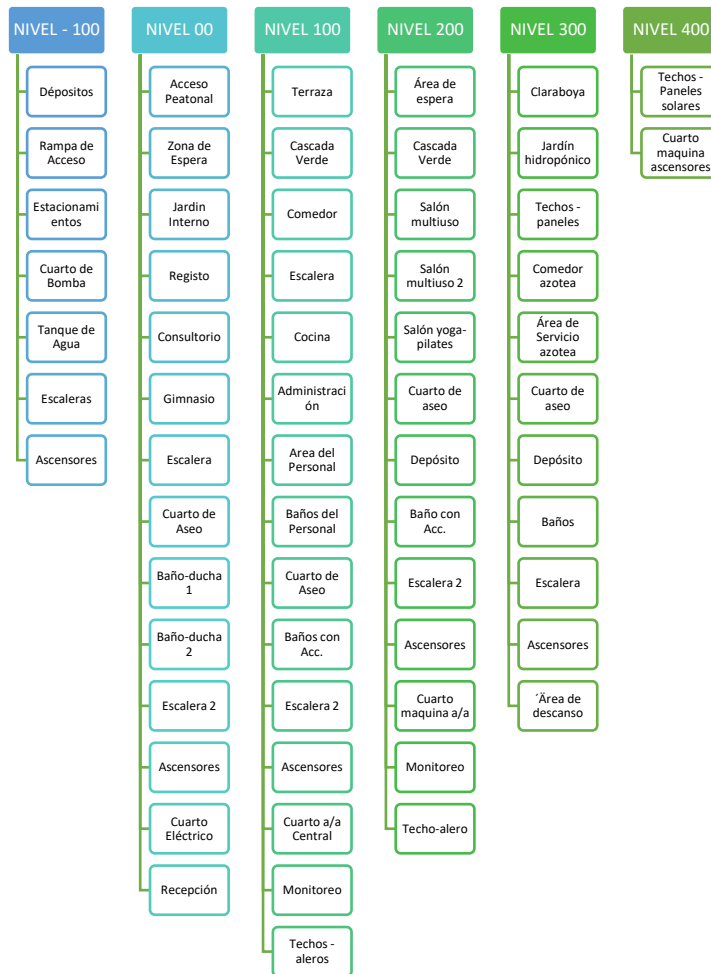 NIVEL - 100
Dépositos
Rampa de
Acceso
Estacionami
entos
Cuarto de
Bomba
Tanque de
Agua
Escaleras
Ascensores
NIVEL 00
Acceso
Peatonal
Zona de
Espera
Jardin
Interno
Registo
Consultorio
Gimnasio
Escalera
Cuarto de
Aseo
Baño-ducha
1
Baño-ducha
2
Escalera 2
Ascensores
Cuarto
Eléctrico
Recepción
NIVEL 100
Terraza
Cascada
Verde
Comedor
Escalera
Cocina
Administraci
ón
Area del
Personal
Baños del
Personal
Cuarto de
Aseo
Baños con
Acc.
Escalera 2
Ascensores
Cuarto a/a
Central
Monitoreo
Techos -
aleros
NIVEL 200
Área de
espera
Cascada
Verde
Salón
multiuso
Salón
multiuso 2
Salón yoga-
pilates
Cuarto de
aseo
Depósito
Baño con
Acc.
Escalera 2
Ascensores
Cuarto
maquina a/a
Monitoreo
Techo-alero
NIVEL 300
Claraboya
Jardín
hidropónico
Techos -
paneles
Comedor
azotea
Área de
Servicio
azotea
Cuarto de
aseo
Depósito
Baños
Escalera
Ascensores
´Ärea de
descanso
NIVEL 400
Techos -
Paneles
solares
Cuarto
maquina
ascensores